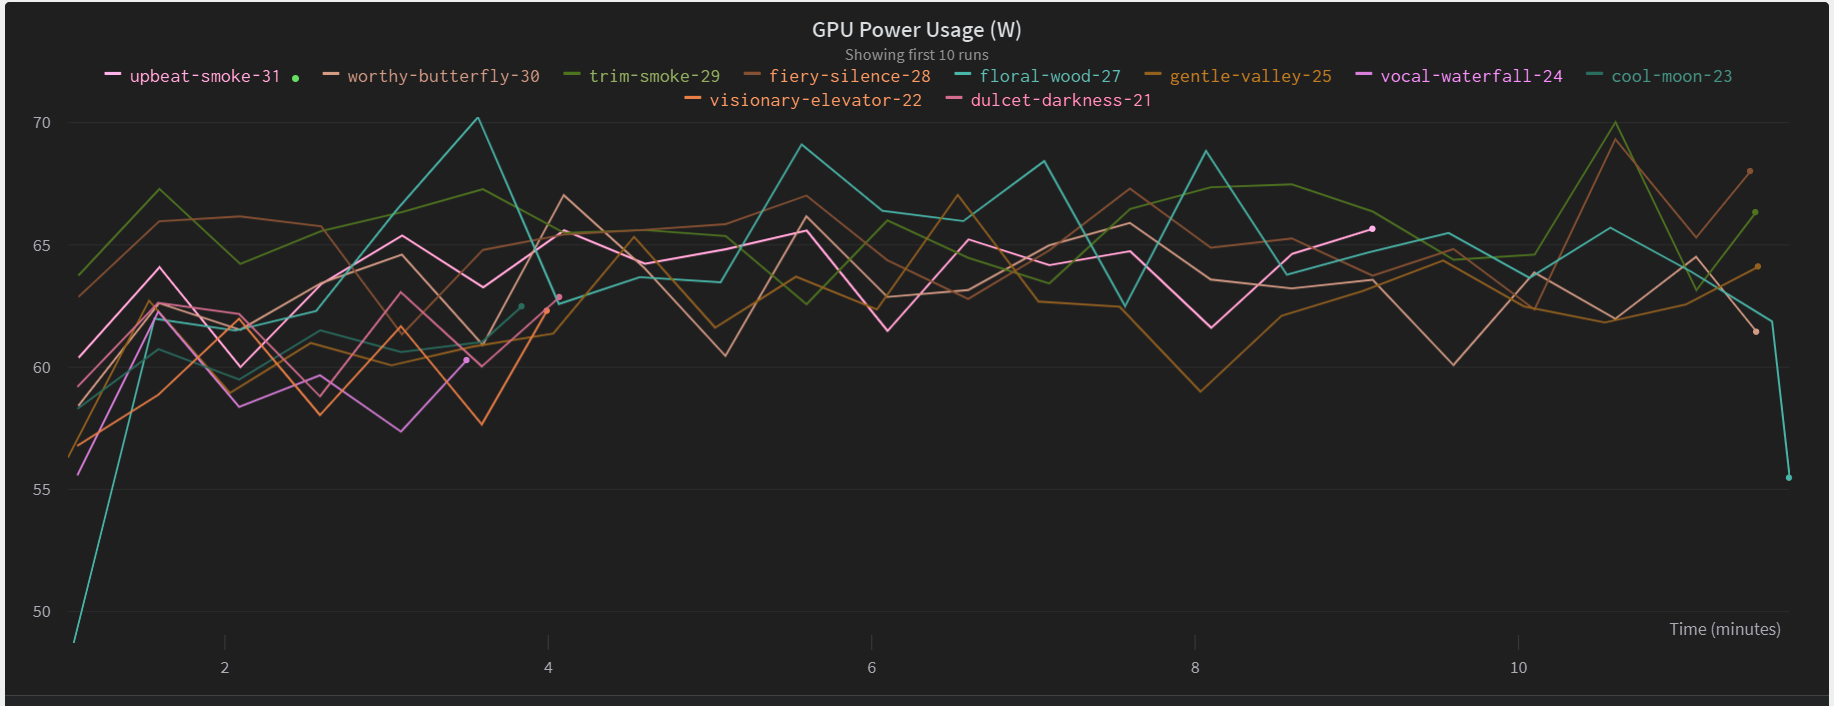 GPU Power Usage (W)
Showing first 10 runs
upbeat-smoke-31 worthy-butterfly-30 trim-smoke-29 fiery-silence-28 floral-wood-27 gentle-valley-25 vocal-waterfall-24 cool-moon-23
visionary-elevator-22 dulcet-darkness-21
70
65
60
55
50
Time (minutes)
2 4 6 8 10